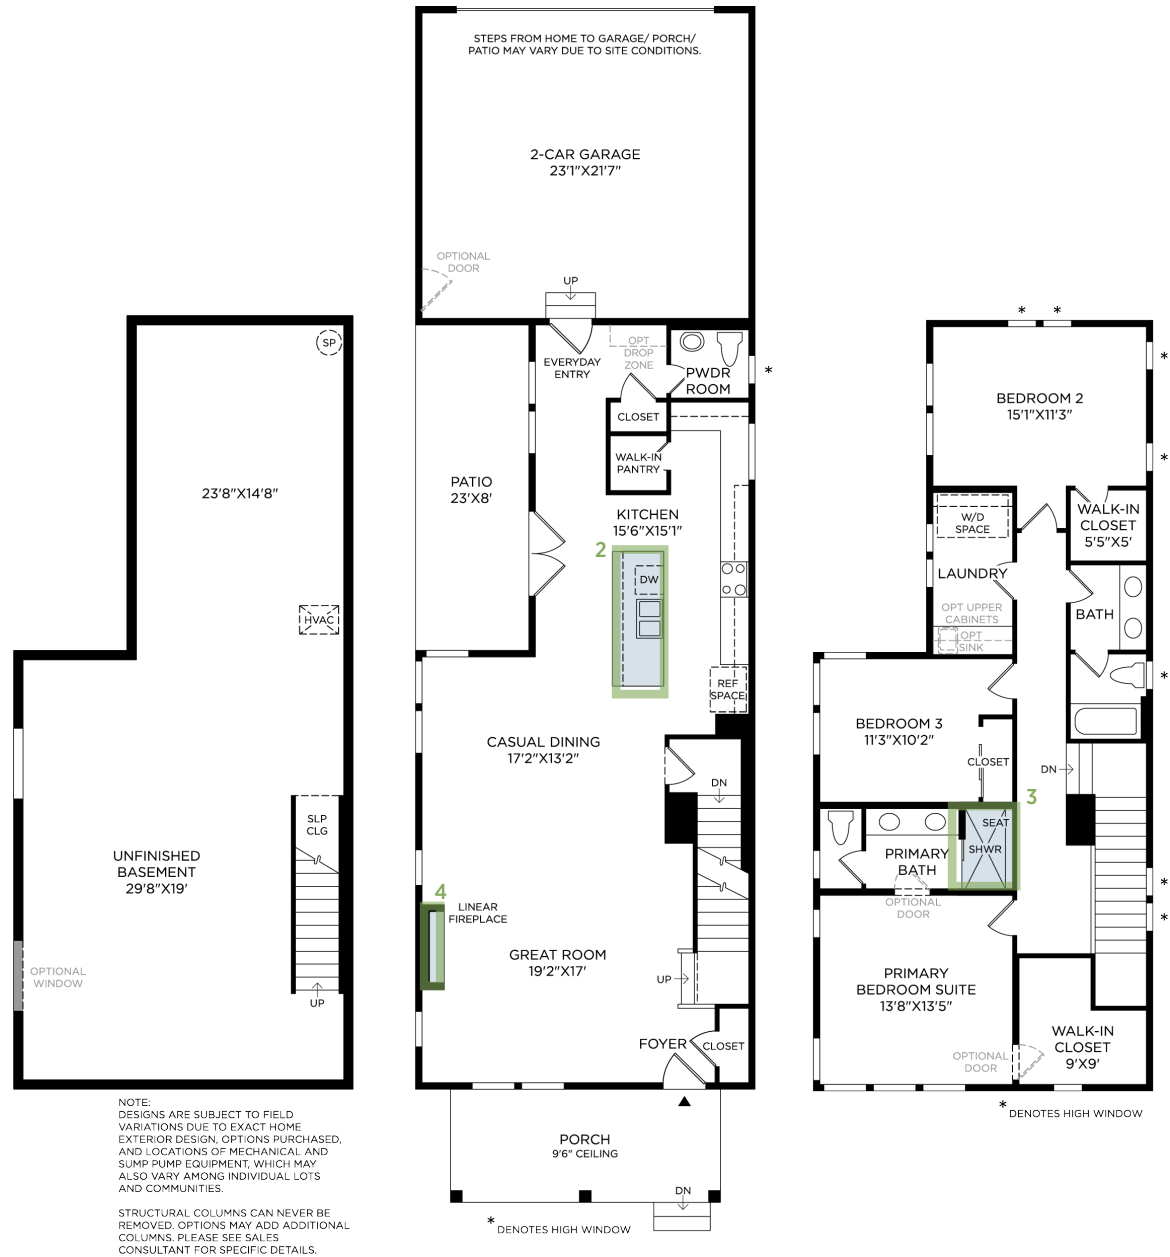 STEPS FROM HOME TO GARAGE/ PORCH/
PATIO MAY VARY DUE TO SITE CONDITIONS.
2-CAR GARAGE
23'1"X21'7"
OPTIONAL
DOOR
UP
EVERYDAY
ENTRY
OPT
DROP
ZONE
PWDR
ROOM
*
CLOSET
WALK-IN
PANTRY
PATIO
23'X8'
KITCHEN
15'6"X15'1"
2
DW
REF
SPACE
CASUAL DINING
17'2"X13'2"
DN
4
LINEAR
FIREPLACE
GREAT ROOM
19'2"X17'
UP
FOYER
CLOSET
PORCH
9'6" CEILING
DN
* DENOTES HIGH WINDOW
SP
23'8"X14'8"
HVAC
SLP
CLG
UNFINISHED
BASEMENT
29'8"X19'
OPTIONAL
WINDOW
UP
NOTE:
DESIGNS ARE SUBJECT TO FIELD
VARIATIONS DUE TO EXACT HOME
EXTERIOR DESIGN, OPTIONS PURCHASED,
AND LOCATIONS OF MECHANICAL AND
SUMP PUMP EQUIPMENT, WHICH MAY
ALSO VARY AMONG INDIVIDUAL LOTS
AND COMMUNITIES.
STRUCTURAL COLUMNS CAN NEVER BE
REMOVED. OPTIONS MAY ADD ADDITIONAL
COLUMNS. PLEASE SEE SALES
CONSULTANT FOR SPECIFIC DETAILS.
* *
*
BEDROOM 2
15'1"X11'3"
*
W/D
SPACE
WALK-IN
CLOSET
5'5"X5'
LAUNDRY
OPT UPPER
CABINETS
OPT
SINK
BATH
*
BEDROOM 3
11'3"X10'2"
CLOSET
DN
3
SEAT
SHWR
PRIMARY
BATH
*
OPTIONAL
DOOR
*
PRIMARY
BEDROOM SUITE
13'8"X13'5"
WALK-IN
CLOSET
9'X9'
OPTIONAL
DOOR
* DENOTES HIGH WINDOW